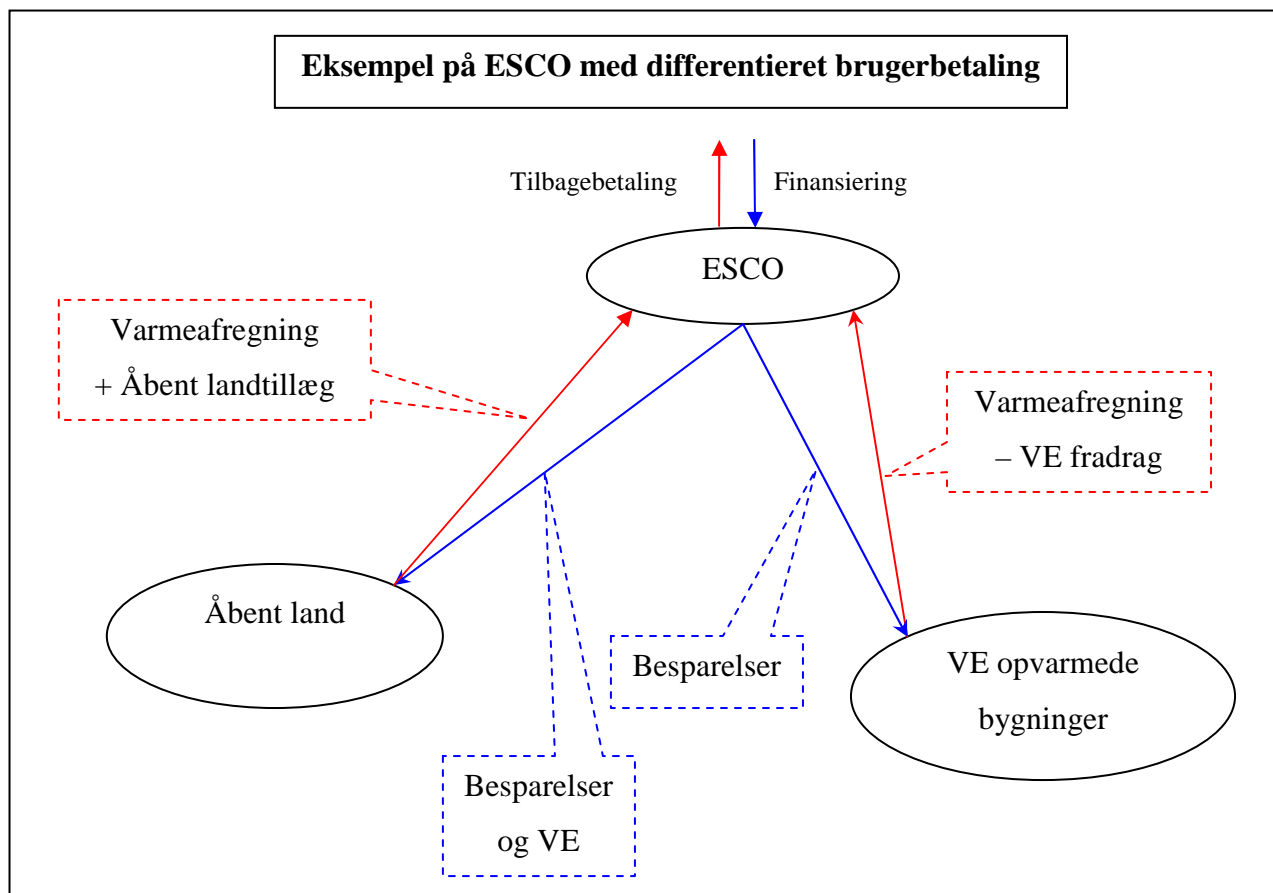 Eksempel på ESCO med differentieret brugerbetaling
Tilbagebetaling
Finansiering
ESCO
Varmeafregning
+ Åbent landtillæg
Varmeafregning
– VE fradrag
Åbent land
Besparelser
VE opvarmede
bygninger
Besparelser
og VE